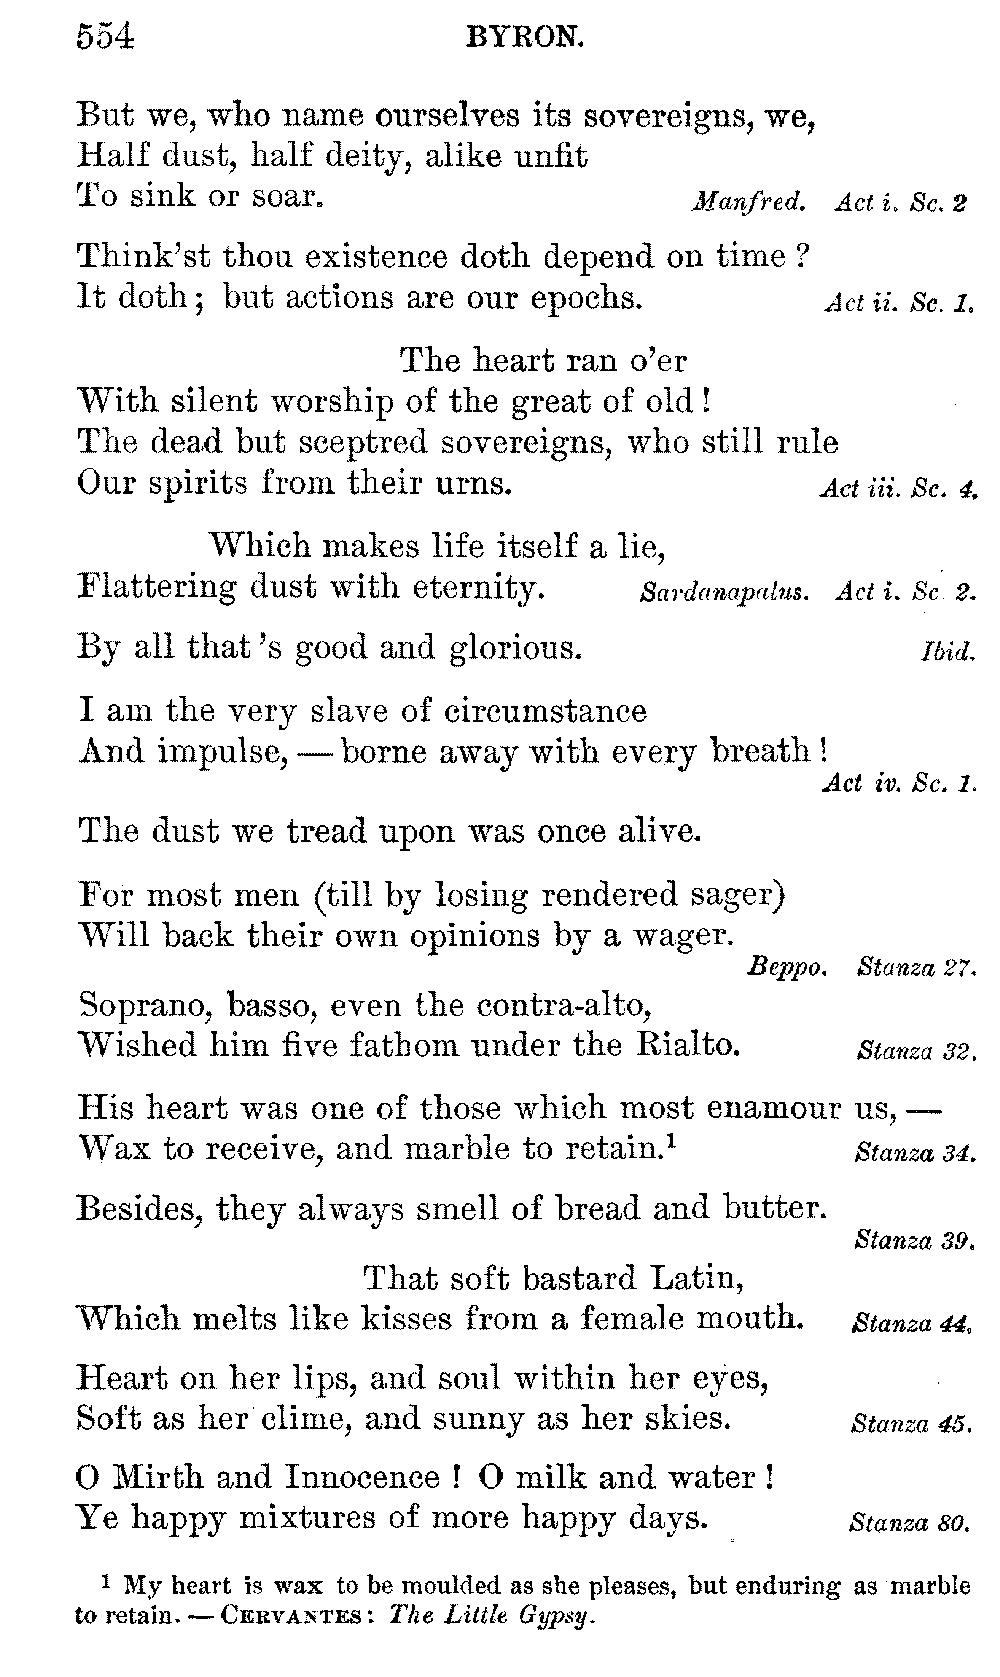 554 BYRON.
But we, who name ourselves its sovereigns, we,
Half dust, half deity, alike unfit
To sink or soar. Manfred. Act i. Sc. 2
Think'st thou existence doth depend on time ?
It doth ; but actions are our epochs. Act ii. Sc. 1.
The heart ran o'er
With silent worship of the great of old !
The dead but sceptred sovereigns, who still rule
Our spirits from their urns. Act iii. Sc. 4.
Which makes life itself a lie,
Flattering dust with eternity. Sardanapalus. Act i. Sc. 2.
By all that 's good and glorious. Ibid.
I am the very slave of circumstance
And impulse, — borne away with every breath !
Act iv. Sc. 1.
The dust we tread upon was once alive.
For most men (till by losing rendered sager)
Will back their own opinions by a wager.
Beppo. Stanza 27.
Soprano, basso, even the contra-alto,
Wished him five fathom under the Rialto. Stanza 32.
His heart was one of those which most enamour us, —
Wax to receive, and marble to retain.¹ Stanza 34.
Besides, they always smell of bread and butter.
Stanza 39.
That soft bastard Latin,
Which melts like kisses from a female mouth. Stanza 44.
Heart on her lips, and soul within her eyes,
Soft as her clime, and sunny as her skies. Stanza 45.
O Mirth and Innocence ! O milk and water !
Ye happy mixtures of more happy days. Stanza 80.
¹ My heart is wax to be moulded as she pleases, but enduring as marble
to retain. — CERVANTES : The Little Gypsy.